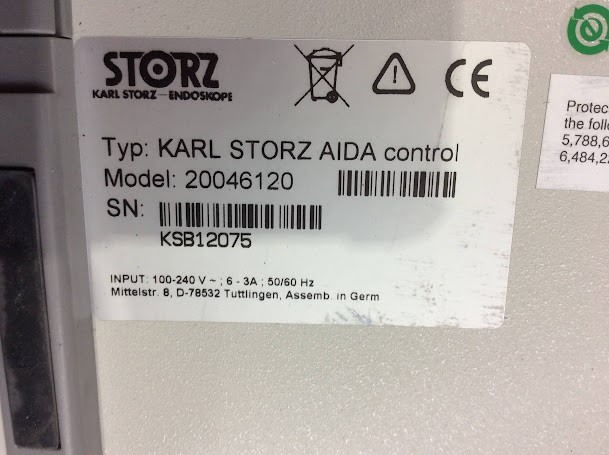 STORZ
KARL STORZ—ENDOSKOPE
CE
Typ: KARL STORZ AIDA control
Model: 20046120
SN:
KSB12075
INPUT: 100-240 V ~ ; 6 - 3A ; 50/60 Hz
Mittelstr. 8, D-78532 Tuttlingen, Assemb. in Germ
Protec
the foll
5,788,6
6,484,2